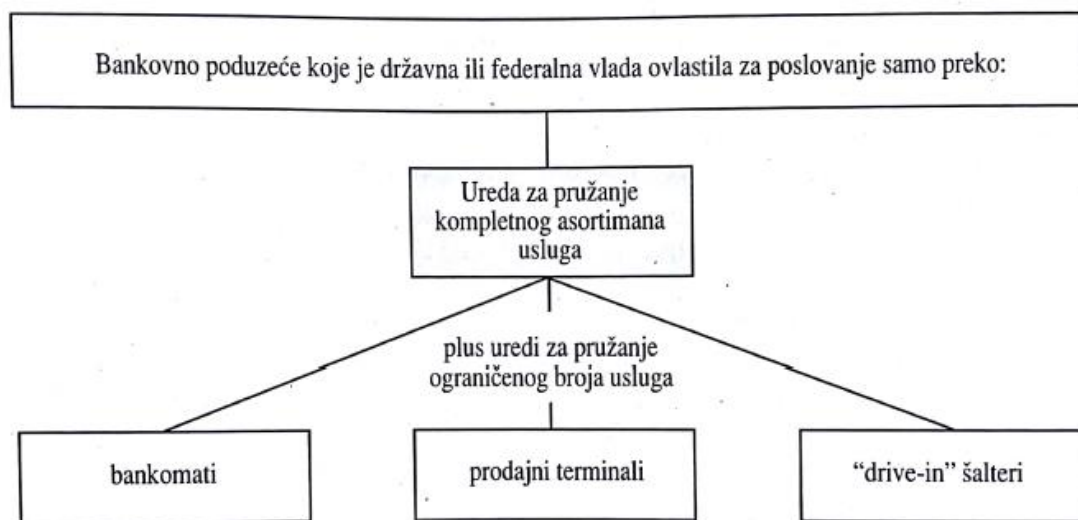 Bankovno poduzeće koje je državna ili federalna vlada ovlastila za poslovanje samo preko:
Ureda za pružanje
kompletnog asortimana
usluga
plus uredi za pružanje
ograničenog broja usluga
bankomati
prodajni terminali
“drive-in” šalteri